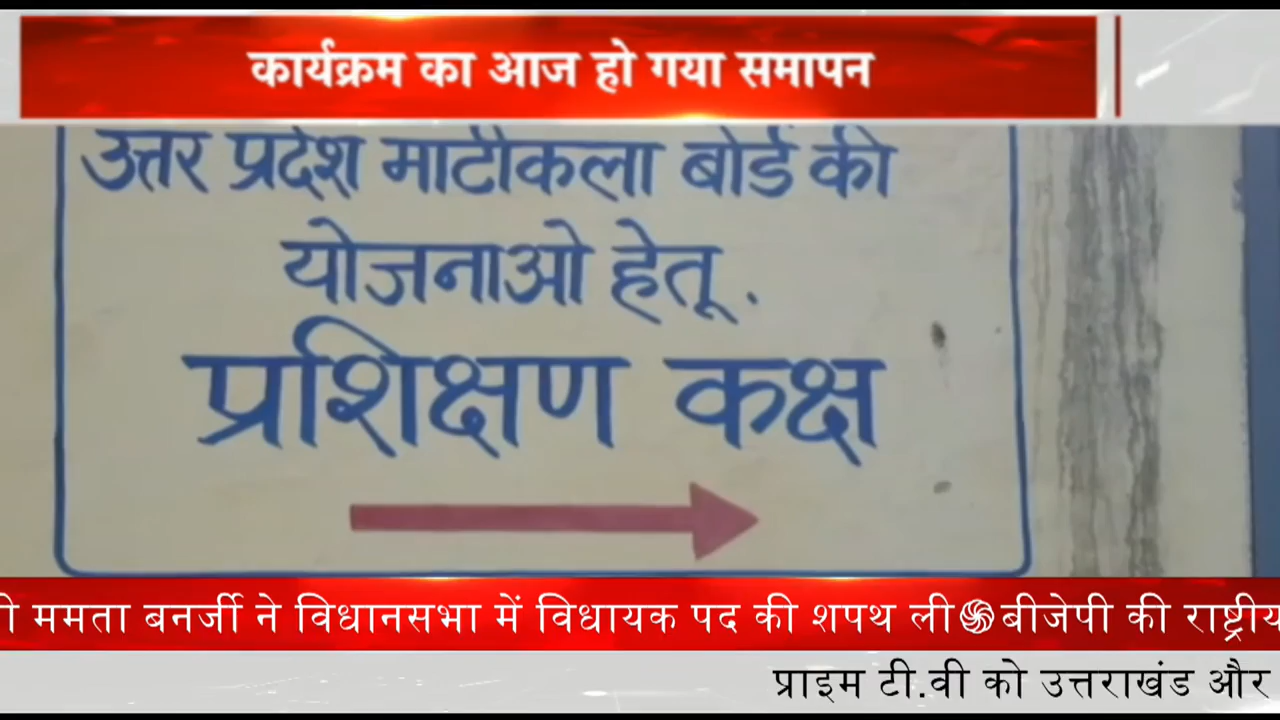 कार्यक्रम का आज हो गया समापन
उत्तर प्रदेश माटीकला बोर्ड की
योजनाओ हेतू .
प्रशिक्षण कक्ष
ममता बनर्जी ने विधानसभा में विधायक पद की शपथ ली बीजेपी की राष्ट्रीय
प्राइम टी.वी को उत्तराखंड और